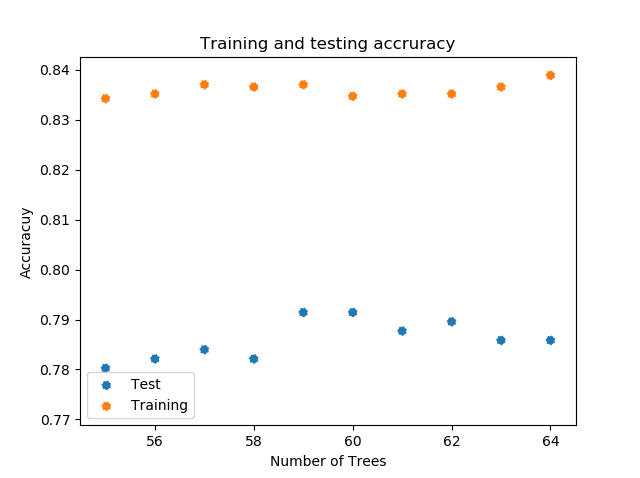 Training and testing accruracy
0.84
0.83
0.82
0.81
0.80
0.79
0.78
0.77
Accuracuy
Test
Training
56 58 60 62 64
Number of Trees